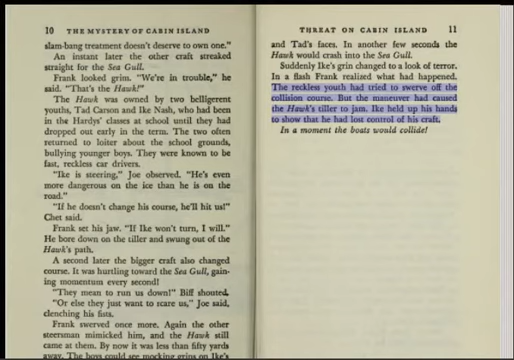 10 THE MYSTERY OF CABIN ISLAND
slam-bang treatment doesn't deserve to own one."
An instant later the other craft streaked
straight for the Sea Gull.
Frank looked grim. "We're in trouble," he
said. "That's the Hawk!"
The Hawk was owned by two belligerent
youths, Tad Carson and Ike Nash, who had been
in the Hardys' classes at school until they had
dropped out early in the term. The two often
returned to loiter about the school grounds,
bullying younger boys. They were known to be
fast, reckless car drivers.
"Ike is steering," Joe observed. "He's even
more dangerous on the ice than he is on the
road."
"If he doesn't change his course, he'll hit us!"
Chet said.
Frank set his jaw. "If Ike won't turn, I will."
He bore down on the tiller and swung out of the
Hawk's path.
A second later the bigger craft also changed
course. It was hurtling toward the Sea Gull, gain-
ing momentum every second!
"They mean to run us down!" Biff shouted.
"Or else they just want to scare us," Joe said,
clenching his fists.
Frank swerved once more. Again the other
steersman mimicked him, and the Hawk still
came at them. By now it was less than fifty yards
away. The boys could see mocking grins on Ike's
THREAT ON CABIN ISLAND 11
and Tad's faces. In another few seconds the
Hawk would crash into the Sea Gull.
Suddenly Ike's grin changed to a look of terror.
In a flash Frank realized what had happened.
The reckless youth had tried to swerve off the
collision course. But the maneuver had caused
the Hawk's tiller to jam. Ike held up his hands
to show that he had lost control of his craft.
In a moment the boats would collide!